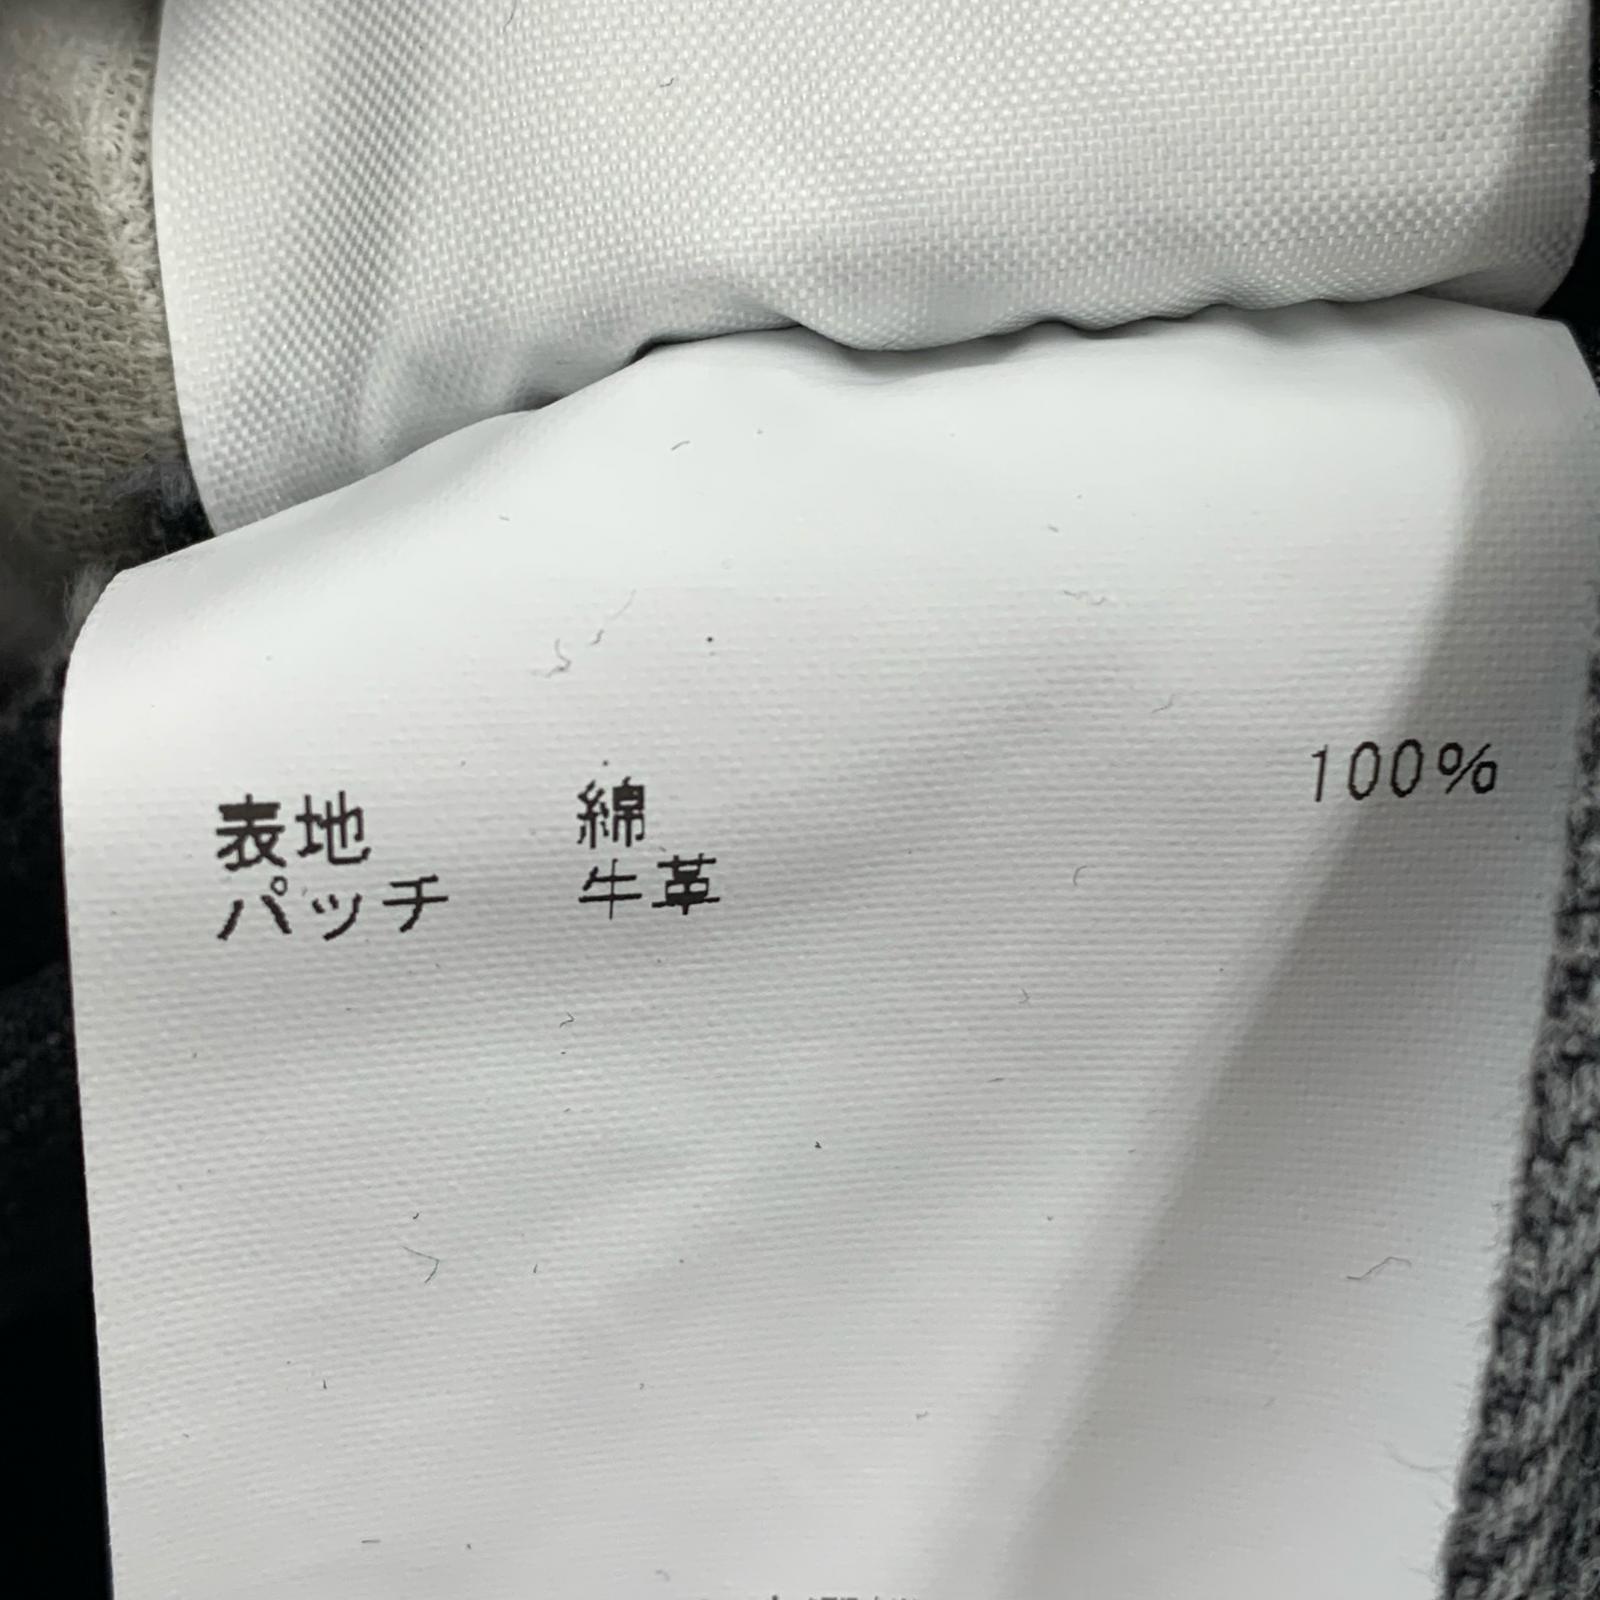 表地 綿 100%
パッチ 牛革